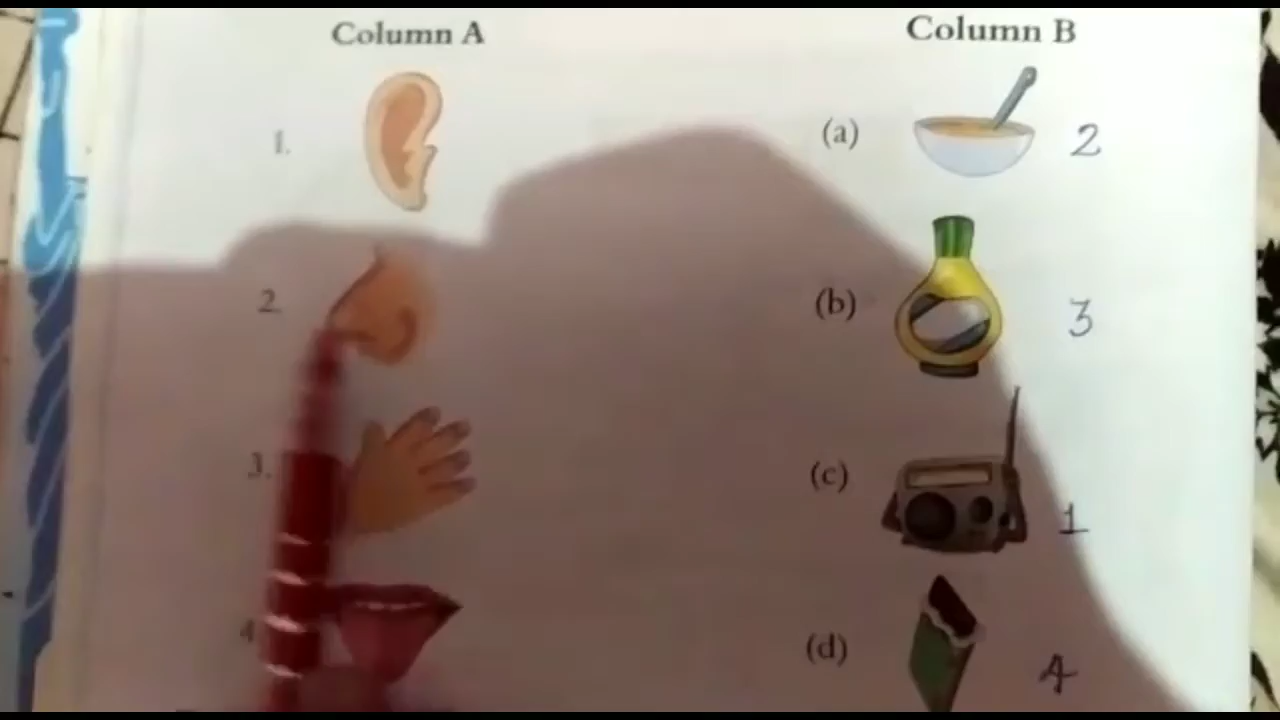 Column A Column B
1. (a) 2
2. (b) 3
3. (c) 1
4 (d) 4